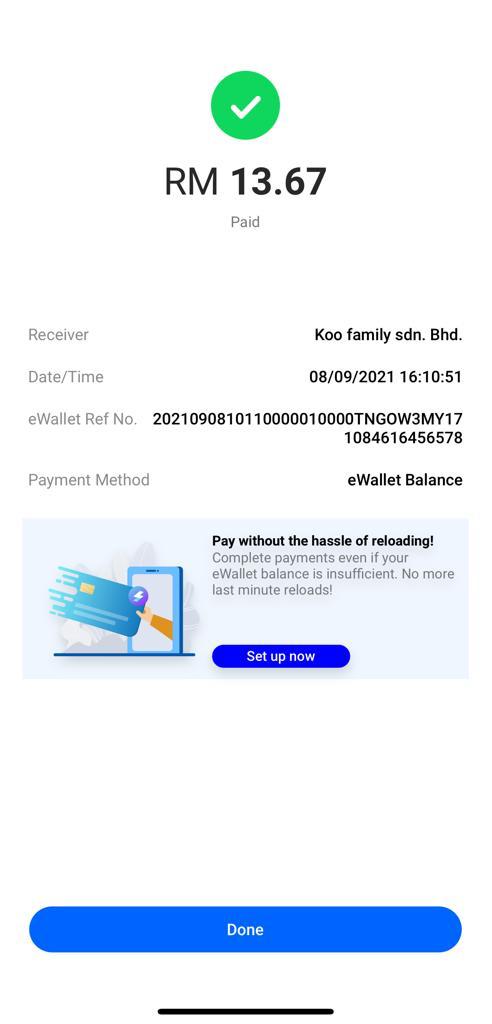 RM 13.67
Paid
Receiver Koo family sdn. Bhd.
Date/Time 08/09/2021 16:10:51
eWallet Ref No. 2021090810110000010000TNGOW3MY17
1084616456578
Payment Method eWallet Balance
Pay without the hassle of reloading!
Complete payments even if your
eWallet balance is insufficient. No more
last minute reloads!
Set up now
Done